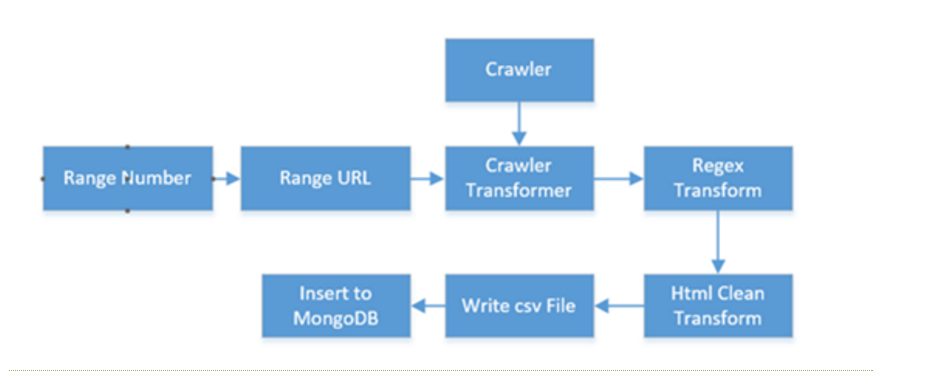 Crawler
Range Number
Range URL
Crawler
Transformer
Regex
Transform
Insert to
MongoDB
Write csv File
Html Clean
Transform